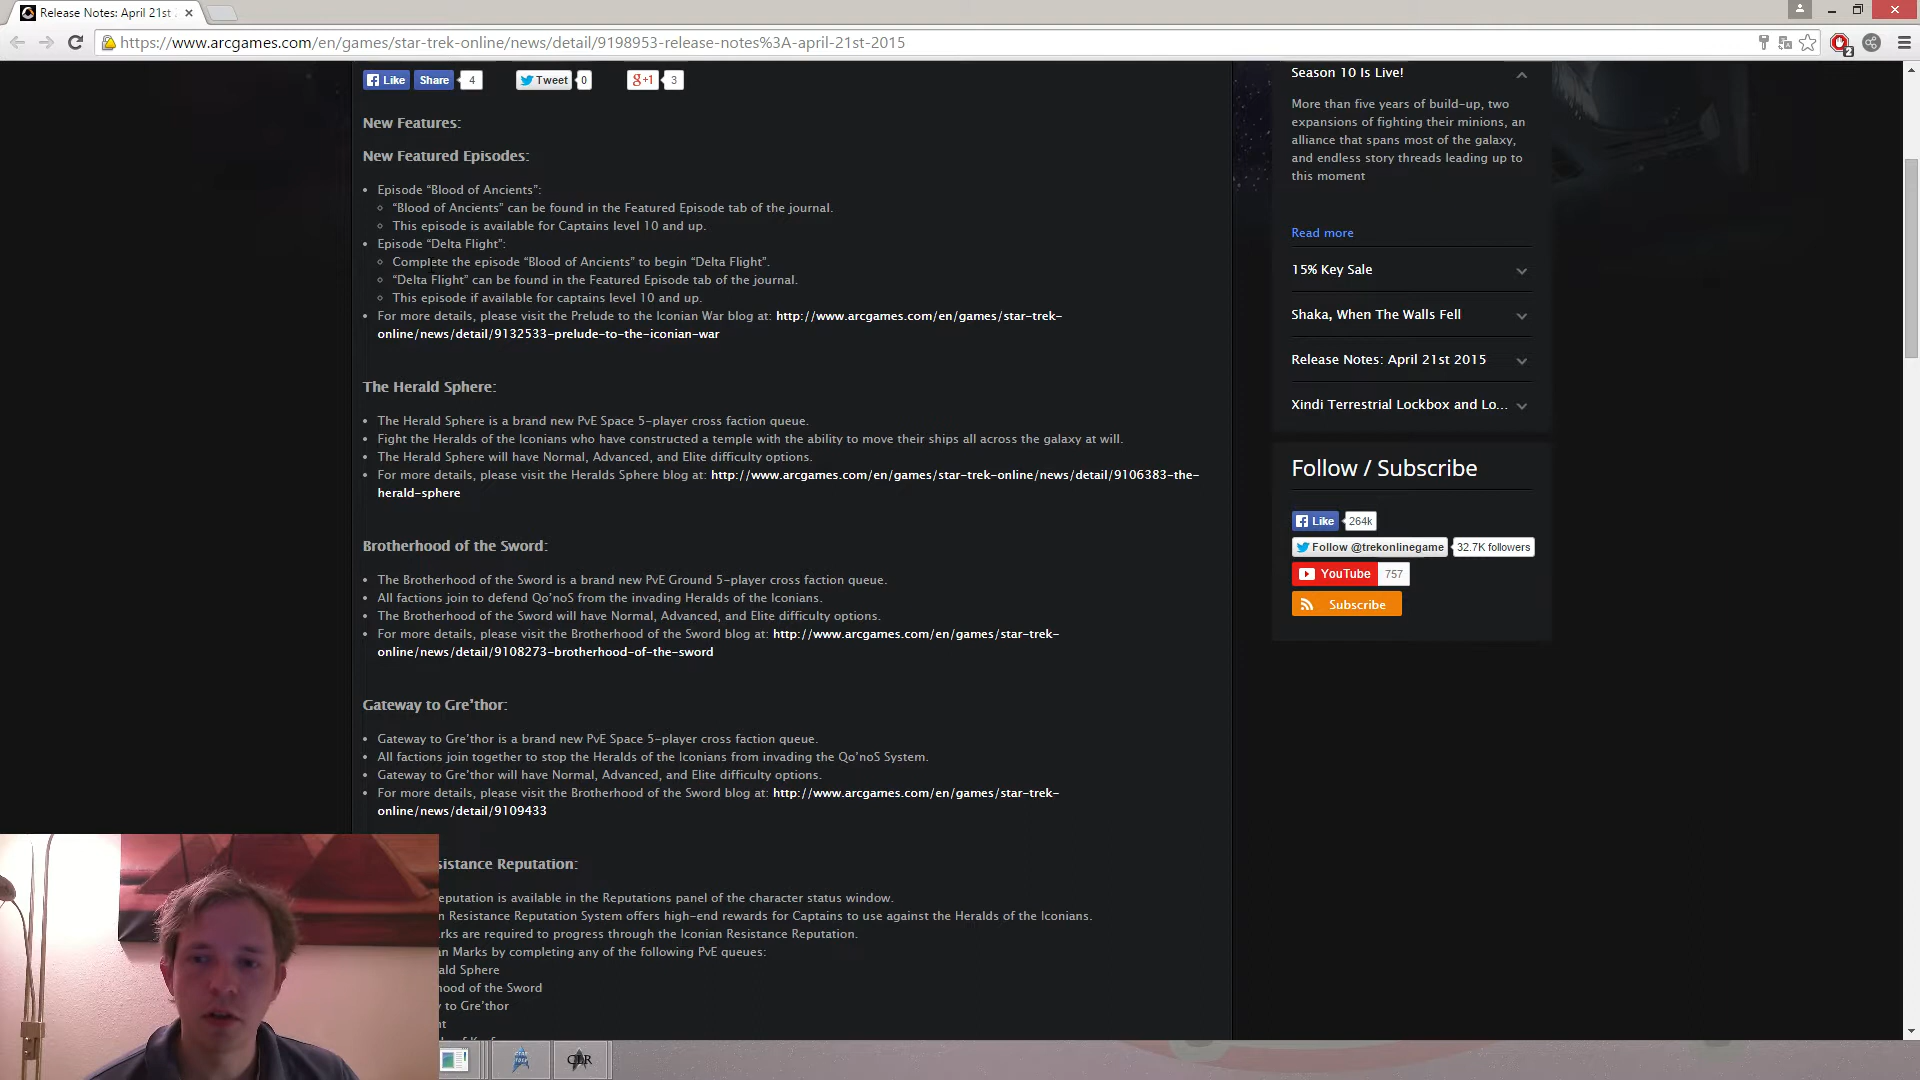 Release Notes: April 21st
https://www.arcgames.com/en/games/star-trek-online/news/detail/9198953-release-notes%3A-april-21st-2015
2
Like Share 4 Tweet 0 g+1 3
New Features:
New Featured Episodes:
Episode “Blood of Ancients”:
“Blood of Ancients” can be found in the Featured Episode tab of the journal.
This episode is available for Captains level 10 and up.
Episode “Delta Flight”:
Complete the episode “Blood of Ancients” to begin “Delta Flight”.
“Delta Flight” can be found in the Featured Episode tab of the journal.
This episode if available for captains level 10 and up.
For more details, please visit the Prelude to the Iconian War blog at: http://www.arcgames.com/en/games/star-trek-
online/news/detail/9132533-prelude-to-the-iconian-war
The Herald Sphere:
The Herald Sphere is a brand new PvE Space 5-player cross faction queue.
Fight the Heralds of the Iconians who have constructed a temple with the ability to move their ships all across the galaxy at will.
The Herald Sphere will have Normal, Advanced, and Elite difficulty options.
For more details, please visit the Heralds Sphere blog at: http://www.arcgames.com/en/games/star-trek-online/news/detail/9106383-the-
herald-sphere
Brotherhood of the Sword:
The Brotherhood of the Sword is a brand new PvE Ground 5-player cross faction queue.
All factions join to defend Qo’noS from the invading Heralds of the Iconians.
The Brotherhood of the Sword will have Normal, Advanced, and Elite difficulty options.
For more details, please visit the Brotherhood of the Sword blog at: http://www.arcgames.com/en/games/star-trek-
online/news/detail/9108273-brotherhood-of-the-sword
Gateway to Gre’thor:
Gateway to Gre’thor is a brand new PvE Space 5-player cross faction queue.
All factions join together to stop the Heralds of the Iconians from invading the Qo’noS System.
Gateway to Gre’thor will have Normal, Advanced, and Elite difficulty options.
For more details, please visit the Brotherhood of the Sword blog at: http://www.arcgames.com/en/games/star-trek-
online/news/detail/9109433
sistance Reputation:
eputation is available in the Reputations panel of the character status window.
n Resistance Reputation System offers high-end rewards for Captains to use against the Heralds of the Iconians.
rks are required to progress through the Iconian Resistance Reputation.
n Marks by completing any of the following PvE queues:
ald Sphere
ood of the Sword
y to Gre’thor
Season 10 Is Live!
More than five years of build-up, two
expansions of fighting their minions, an
alliance that spans most of the galaxy,
and endless story threads leading up to
this moment
Read more
15% Key Sale
Shaka, When The Walls Fell
Release Notes: April 21st 2015
Xindi Terrestrial Lockbox and Lo...
Follow / Subscribe
Like 264k
Follow @trekonlinegame 32.7K followers
YouTube 757
Subscribe